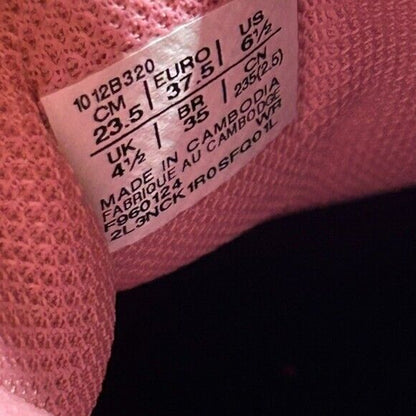 1012B320
CM | EURO | US
23.5 | 37.5 | 6½
UK | BR | CN
4½ | 35 | 235(2.5)
WR
MADE IN CAMBODIA
FABRIQUE AU CAMBODGE
F960124
2L3NCK1R0SFQ01L